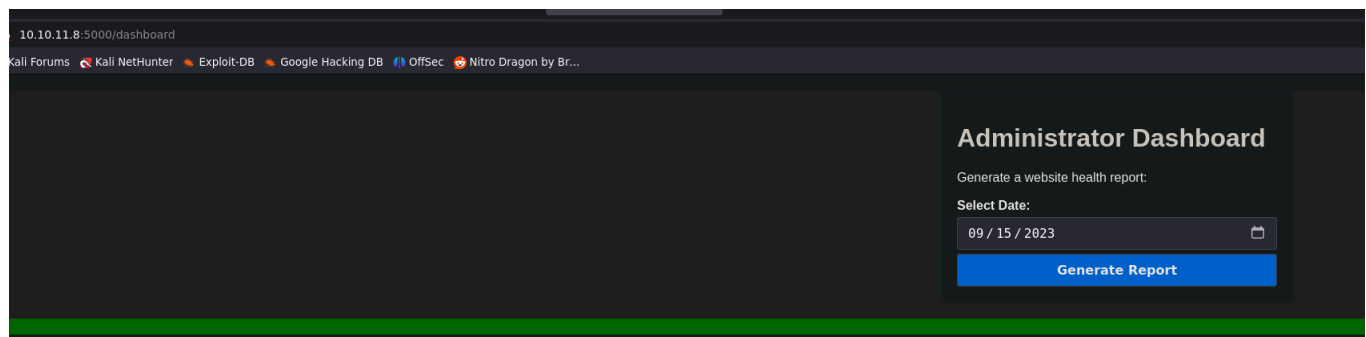 10.10.11.8:5000/dashboard
Kali Forums Kali NetHunter Exploit-DB Google Hacking DB OffSec Nitro Dragon by Br...
Administrator Dashboard
Generate a website health report:
Select Date:
09/15/2023
Generate Report